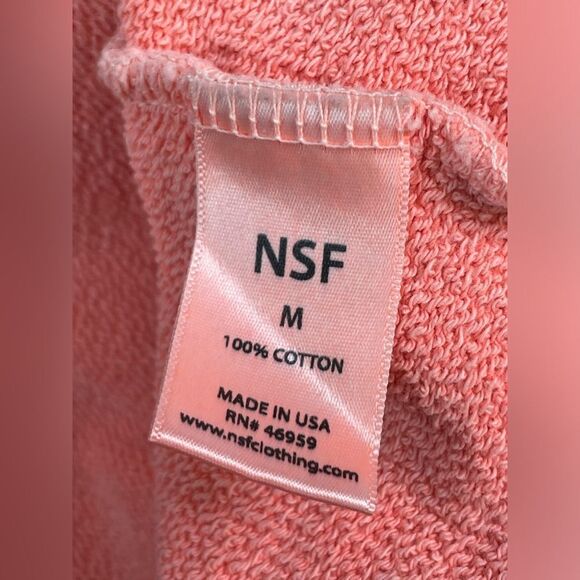 NSF
M
100% COTTON
MADE IN USA
RN# 46959
www.nsfclothing.com